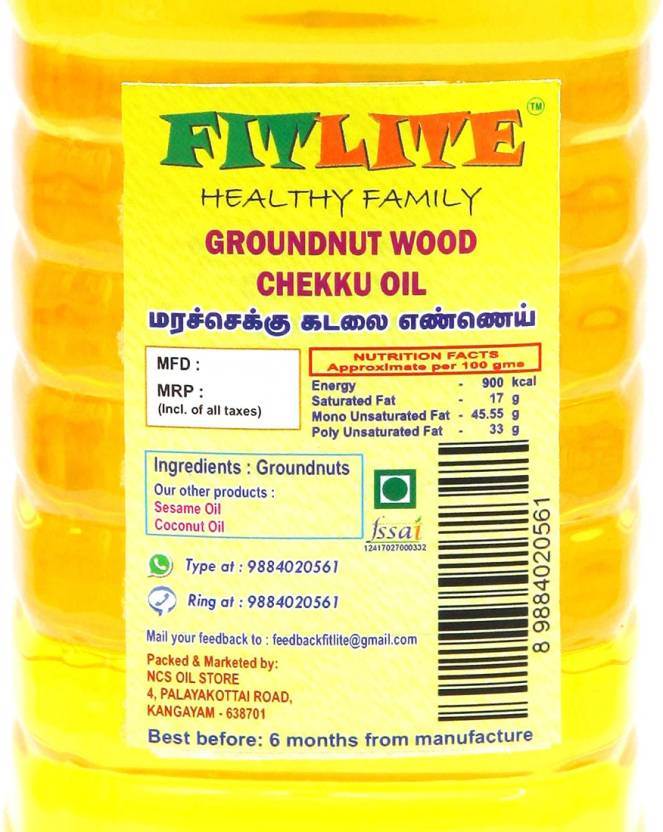 FITLITE TM
HEALTHY FAMILY
GROUNDNUT WOOD
CHEKKU OIL
மரச்செக்கு கடலை எண்ணெய்
MFD :
MRP :
(Incl. of all taxes)
NUTRITION FACTS
Approximate per 100 gms
Energy - 900 kcal
Saturated Fat - 17 g
Mono Unsaturated Fat - 45.55 g
Poly Unsaturated Fat - 33 g
Ingredients : Groundnuts
Our other products :
Sesame Oil
Coconut Oil
fssai
12417027000332
Type at : 9884020561
Ring at : 9884020561
Mail your feedback to : feedbackfitlite@gmail.com
Packed & Marketed by:
NCS OIL STORE
4, PALAYAKOTTAI ROAD,
KANGAYAM - 638701
8 9884020561
Best before: 6 months from manufacture